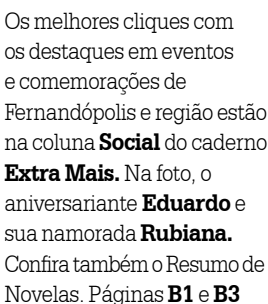 Os melhores cliques com
os destaques em eventos
e comemorações de
Fernandópolis e região estão
na coluna Social do caderno
Extra Mais. Na foto, o
aniversariante Eduardo e
sua namorada Rubiana.
Confira também o Resumo de
Novelas. Páginas B1 e B3